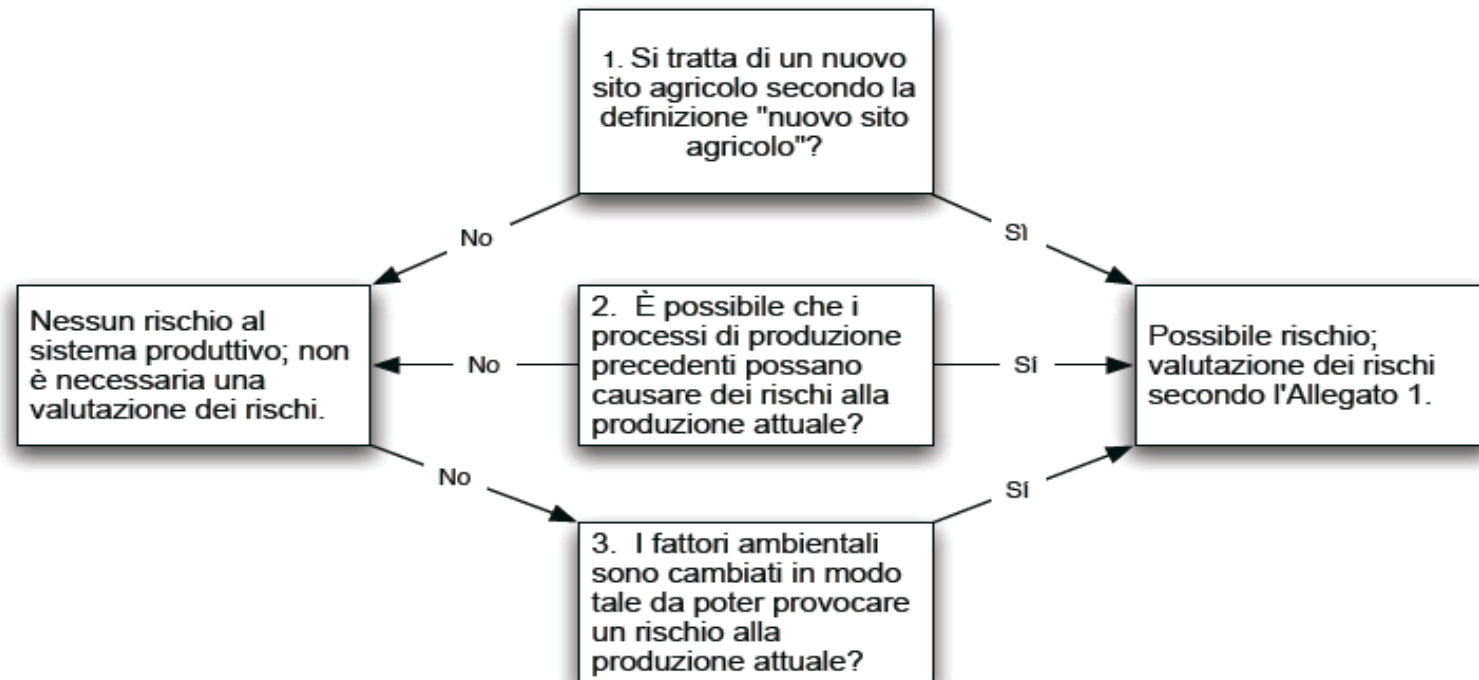 1. Si tratta di un nuovo
sito agricolo secondo la
definizione "nuovo sito
agricolo"?
No
Sì
Nessun rischio al
sistema produttivo; non
è necessaria una
valutazione dei rischi.
No
2. È possibile che i
processi di produzione
precedenti possano
causare dei rischi alla
produzione attuale?
Sí
Possibile rischio;
valutazione dei rischi
secondo l'Allegato 1.
No
Sí
3. I fattori ambientali
sono cambiati in modo
tale da poter provocare
un rischio alla
produzione attuale?